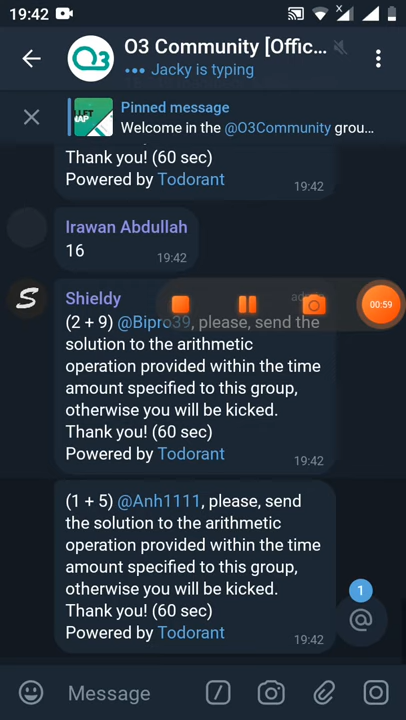 19:42
O3 Community [Offic...
Jacky is typing
Pinned message
Welcome in the @O3Community grou...
Thank you! (60 sec)
Powered by Todorant
19:42
Irawan Abdullah
16
19:42
Shieldy
(2 + 9) @Bipro39, please, send the
solution to the arithmetic
operation provided within the time
amount specified to this group,
otherwise you will be kicked.
Thank you! (60 sec)
Powered by Todorant
19:42
00:59
(1 + 5) @Anh1111, please, send
the solution to the arithmetic
operation provided within the time
amount specified to this group,
otherwise you will be kicked.
Thank you! (60 sec)
Powered by Todorant
19:42
1
@
Message